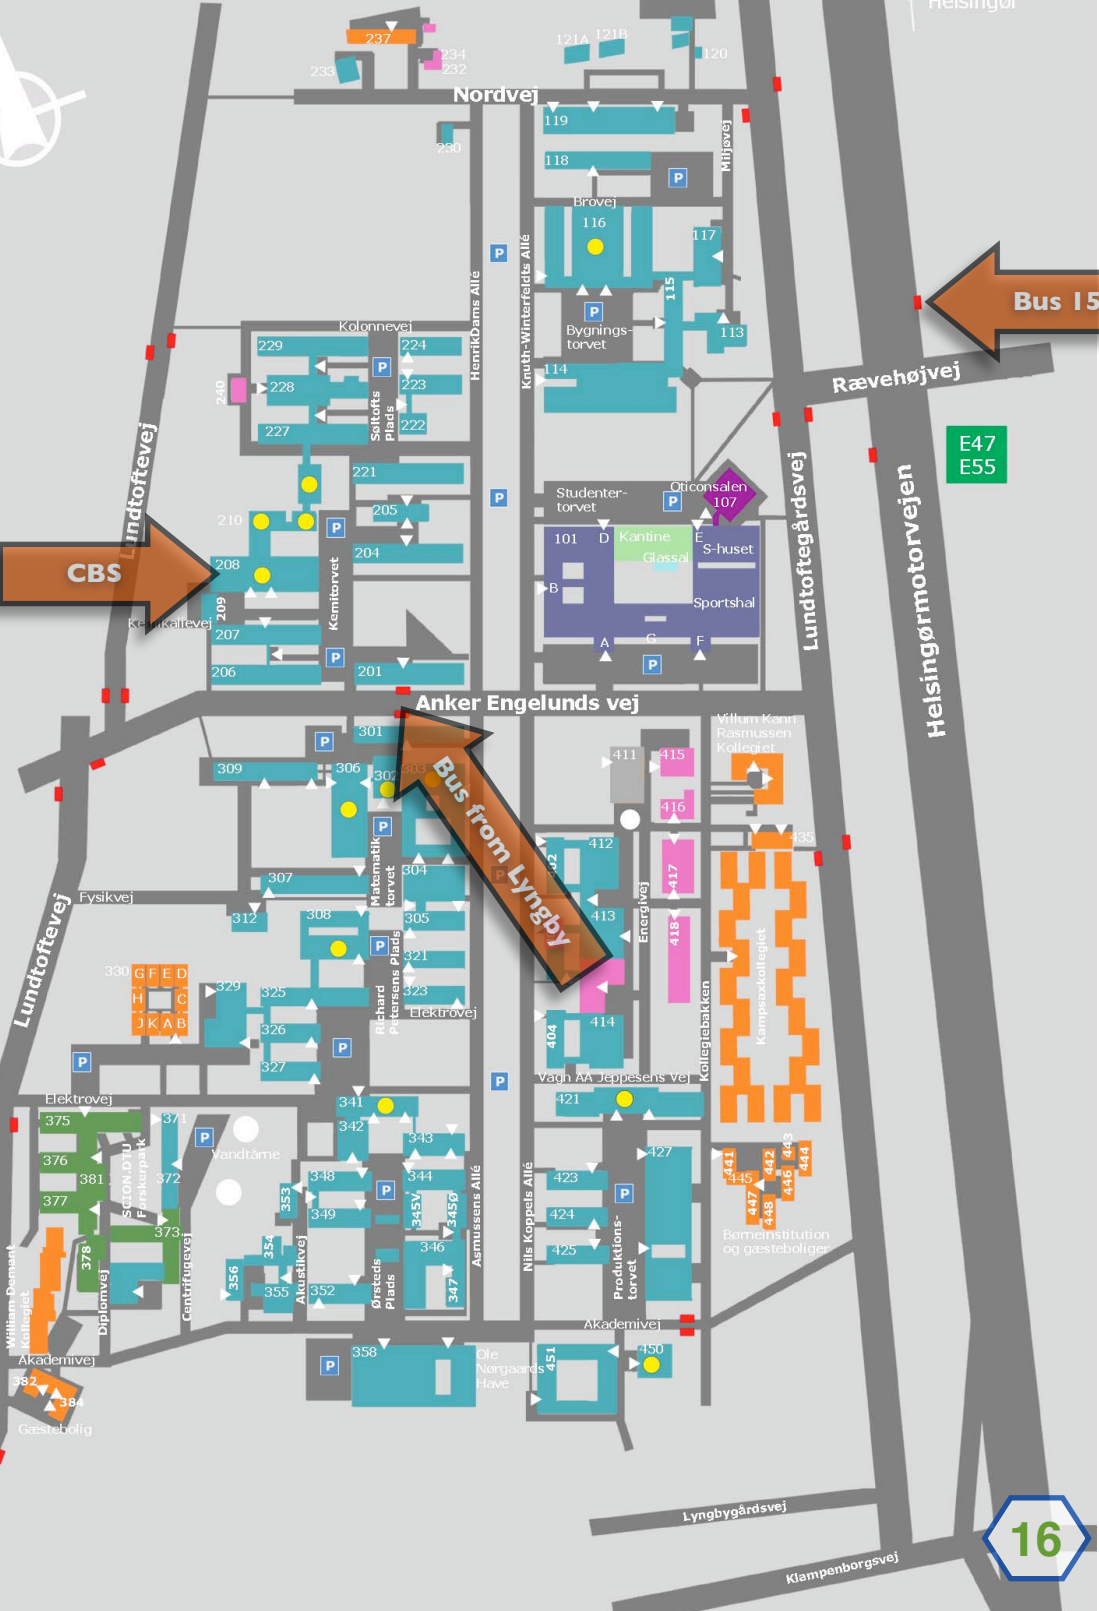 Helsingør
237
234
232
233
121A
121B
120
Nordvej
119
230
118
Miljøvej
Brovej
116
117
P
P
115
Henrik Dams Allé
Knuth-Winterfeldts Allé
P
Bygnings-
torvet
113
Bus 15
Kolonnevej
229
224
P
228
223
240
Søltofts
Plads
222
227
114
Rævehøjvej
E47
E55
221
P
205
210
P
204
Studenter-
torvet
P
Oticonsalen
107
Lundtoftevej
CBS
208
209
Kemitorvet
101
D
Kantine
Glassal
E
S-huset
B
Sportshal
A
G
F
Kemikalievej
207
206
P
201
P
Lundtoftegårdsvej
Helsingørmotorvejen
Anker Engelunds vej
301
P
309
306
302
303
Bus from Lyngby
P
Matematik
torvet
304
411
415
416
Villum Kann
Rasmussen
Kollegiet
435
402
412
417
Fysikvej
307
312
308
305
P
321
323
Elektrovej
Richard
Petersens Plads
P
413
418
Energivej
Kollegiebakken
Kampsaxkollegiet
330
G F E D
H
C
J K A B
329
325
326
327
P
P
404
414
Lundtoftevej
P
Vagn AA Jeppesens Vej
421
Elektrovej
375
376
377
381
378
SCION.DTU
Forskerpark
371
372
373
P
Vandtårne
341
342
343
348
344
P
353
349
345V
345Ø
354
356
355
352
346
347
Akustikvej
Ørsteds
Plads
Asmussens Allé
Nils Koppels Allé
423
424
425
P
Produktions-
torvet
427
441
442
443
444
445
446
447
448
Børneinstitution
og gæsteboliger
William Demant
Kollegiet
Diplomvej
Centrifugevej
Akademivej
Akademivej
382
384
Gæstebolig
P
358
Ole
Nørgaards
Have
451
450
Lyngbygårdsvej
Klampenborgsvej
16